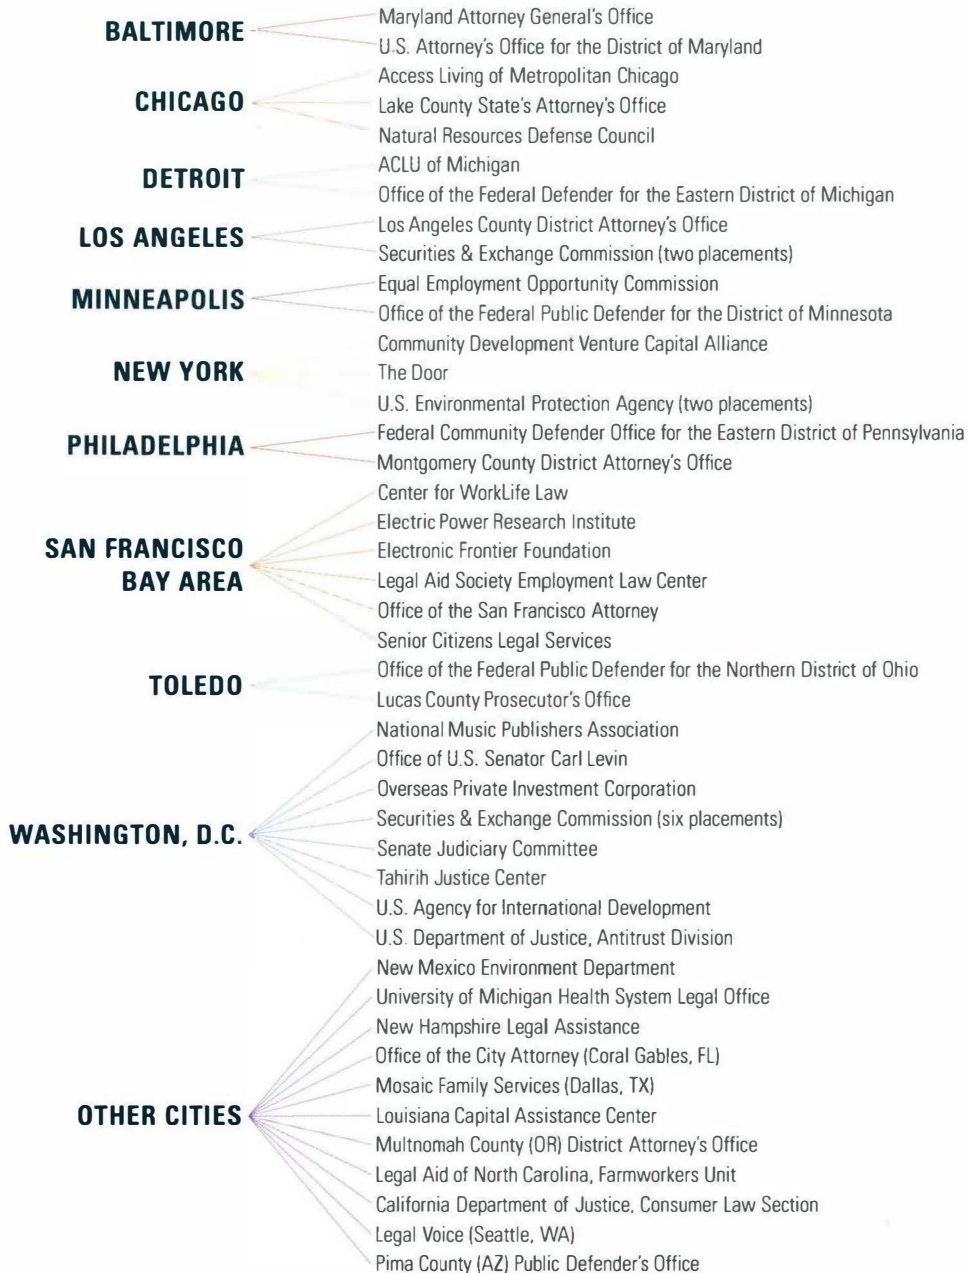 BALTIMORE
Maryland Attorney General's Office
U.S. Attorney's Office for the District of Maryland
CHICAGO
Access Living of Metropolitan Chicago
Lake County State's Attorney's Office
Natural Resources Defense Council
DETROIT
ACLU of Michigan
Office of the Federal Defender for the Eastern District of Michigan
LOS ANGELES
Los Angeles County District Attorney's Office
Securities & Exchange Commission (two placements)
MINNEAPOLIS
Equal Employment Opportunity Commission
Office of the Federal Public Defender for the District of Minnesota
NEW YORK
Community Development Venture Capital Alliance
The Door
U.S. Environmental Protection Agency (two placements)
PHILADELPHIA
Federal Community Defender Office for the Eastern District of Pennsylvania
Montgomery County District Attorney's Office
SAN FRANCISCO
BAY AREA
Center for WorkLife Law
Electric Power Research Institute
Electronic Frontier Foundation
Legal Aid Society Employment Law Center
Office of the San Francisco Attorney
Senior Citizens Legal Services
TOLEDO
Office of the Federal Public Defender for the Northern District of Ohio
Lucas County Prosecutor's Office
WASHINGTON, D.C.
National Music Publishers Association
Office of U.S. Senator Carl Levin
Overseas Private Investment Corporation
Securities & Exchange Commission (six placements)
Senate Judiciary Committee
Tahirih Justice Center
U.S. Agency for International Development
U.S. Department of Justice, Antitrust Division
OTHER CITIES
New Mexico Environment Department
University of Michigan Health System Legal Office
New Hampshire Legal Assistance
Office of the City Attorney (Coral Gables, FL)
Mosaic Family Services (Dallas, TX)
Louisiana Capital Assistance Center
Multnomah County (OR) District Attorney's Office
Legal Aid of North Carolina, Farmworkers Unit
California Department of Justice, Consumer Law Section
Legal Voice (Seattle, WA)
Pima County (AZ) Public Defender's Office